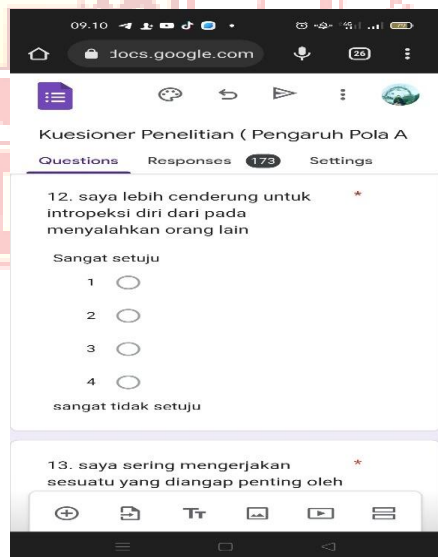 09.10
docs.google.com
26
Kuesioner Penelitian ( Pengaruh Pola A
Questions Responses 173 Settings
12. saya lebih cenderung untuk *
intropeksi diri dari pada
menyalahkan orang lain
Sangat setuju
1
2
3
4
sangat tidak setuju
13. saya sering mengerjakan *
sesuatu yang diangap penting oleh
Tт